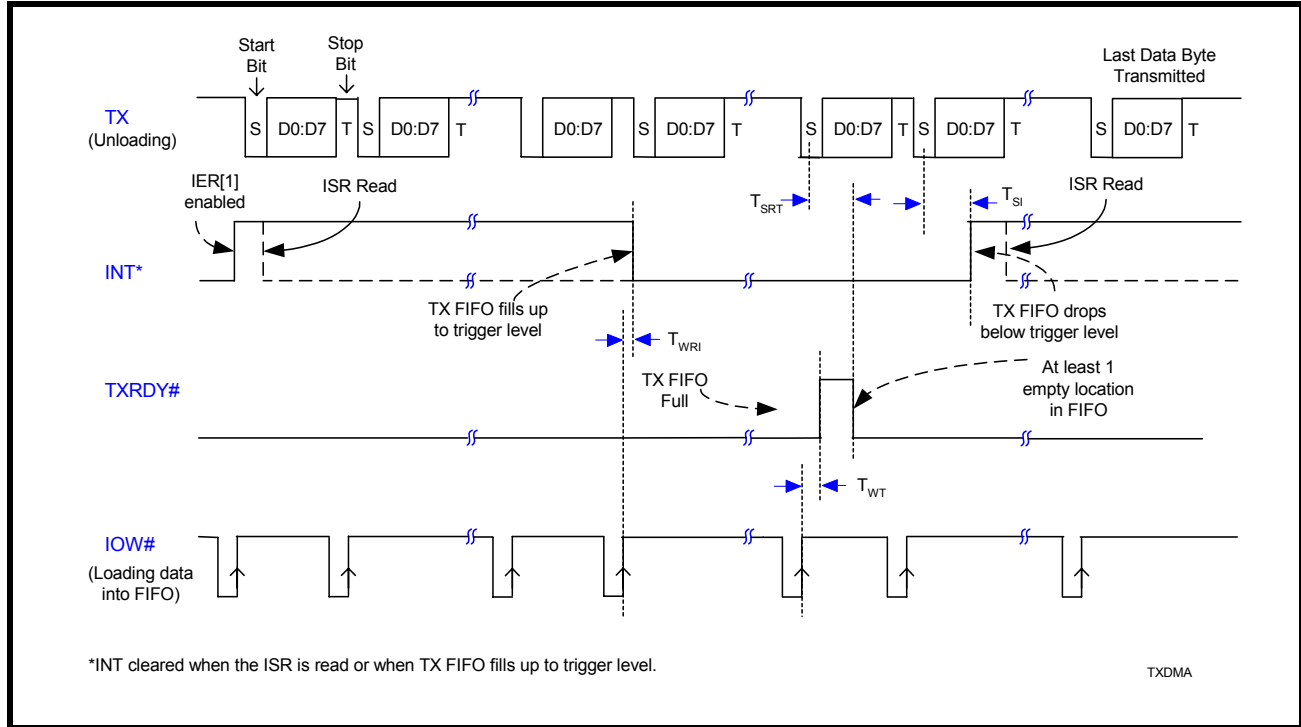 Start
Bit
Stop
Bit
Last Data Byte
Transmitted
TX
(Unloading)
S D0:D7 T S D0:D7 T D0:D7 S D0:D7 T S D0:D7 T S D0:D7 T S D0:D7 T
IER[1]
enabled
ISR Read
TSRT
TSI
ISR Read
INT*
TX FIFO fills up
to trigger level
TX FIFO drops
below trigger level
TWRI
TXRDY#
TX FIFO
Full
At least 1
empty location
in FIFO
TWT
IOW#
(Loading data
into FIFO)
*INT cleared when the ISR is read or when TX FIFO fills up to trigger level.
TXDMA